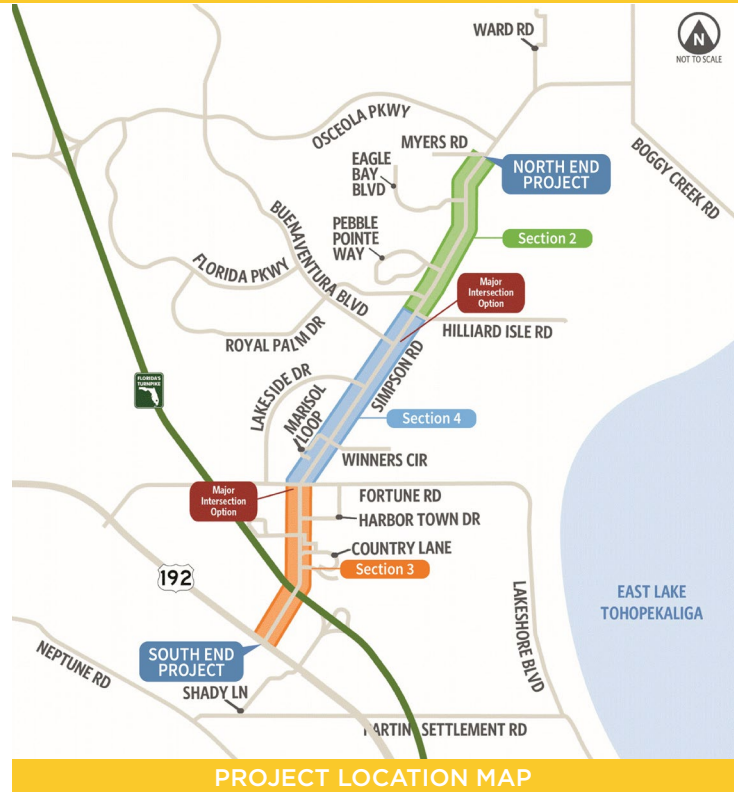 WARD RD
N
NOT TO SCALE
OSCEOLA PKWY
MYERS RD
BOGGY CREEK RD
EAGLE
BAY
BLVD
NORTH END
PROJECT
BUENAVENTURA BLVD
PEBBLE
POINTE
WAY
Section 2
FLORIDA PKWY
Major
Intersection
Option
ROYAL PALM DR
HILLIARD ISLE RD
SIMPSON RD
LAKESIDE DR
FLORIDA'S
TURNPIKE
MARISOL
LOOP
Section 4
WINNERS CIR
Major
Intersection
Option
FORTUNE RD
HARBOR TOWN DR
COUNTRY LANE
Section 3
192
LAKESHORE BLVD
EAST LAKE
TOHOPEKALIGA
NEPTUNE RD
SOUTH END
PROJECT
SHADY LN
ARTIN SETTLEMENT RD
PROJECT LOCATION MAP